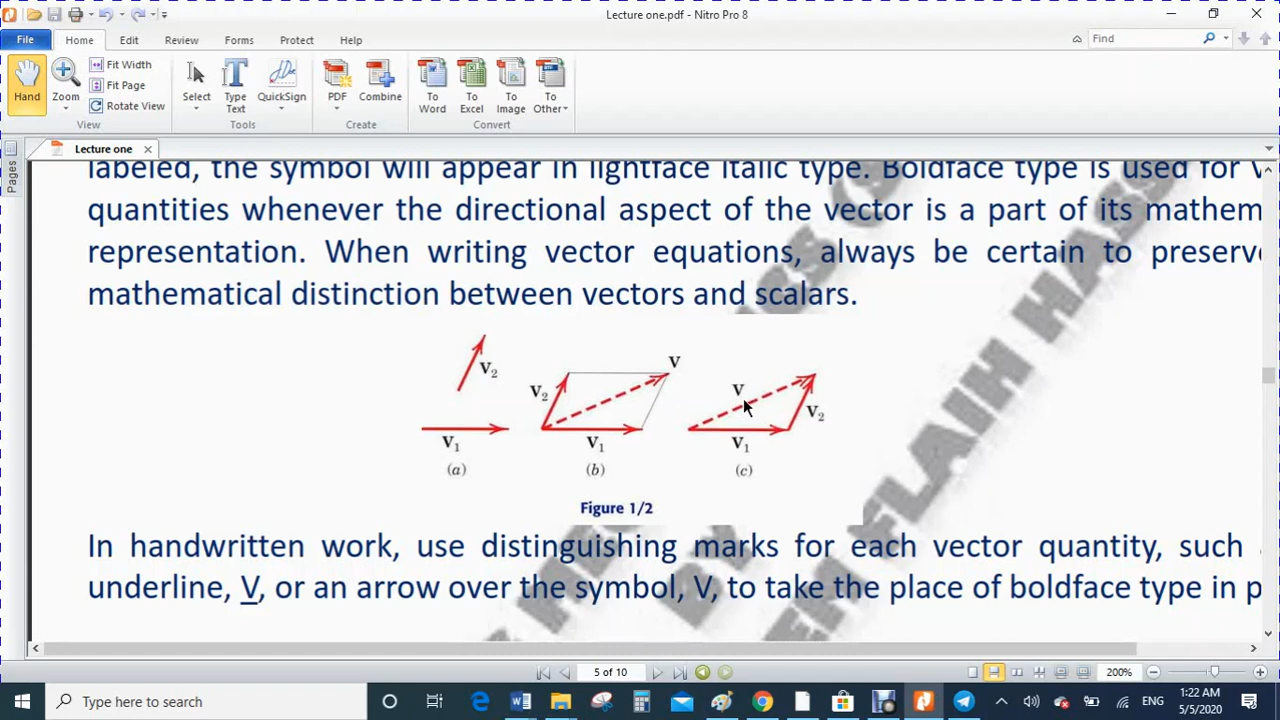 Lecture one.pdf - Nitro Pro 8
File Home Edit Review Forms Protect Help Find
Fit Width
Fit Page
Rotate View
Hand Zoom Select Type Text QuickSign PDF Combine To Word To Excel To Image To Other
View Tools Create Convert
Lecture one
Pages
labeled, the symbol will appear in lightface italic type. Boldface type is used for v
quantities whenever the directional aspect of the vector is a part of its mathem
representation. When writing vector equations, always be certain to preserve
mathematical distinction between vectors and scalars.
V₂ V₂ V V V₂
V₁ V₁ V₁
(a) (b) (c)
Figure 1/2
In handwritten work, use distinguishing marks for each vector quantity, such
underline, V, or an arrow over the symbol, V, to take the place of boldface type in p
BY
FLAIH HASS
5 of 10
200%
Type here to search
ENG
1:22 AM
5/5/2020